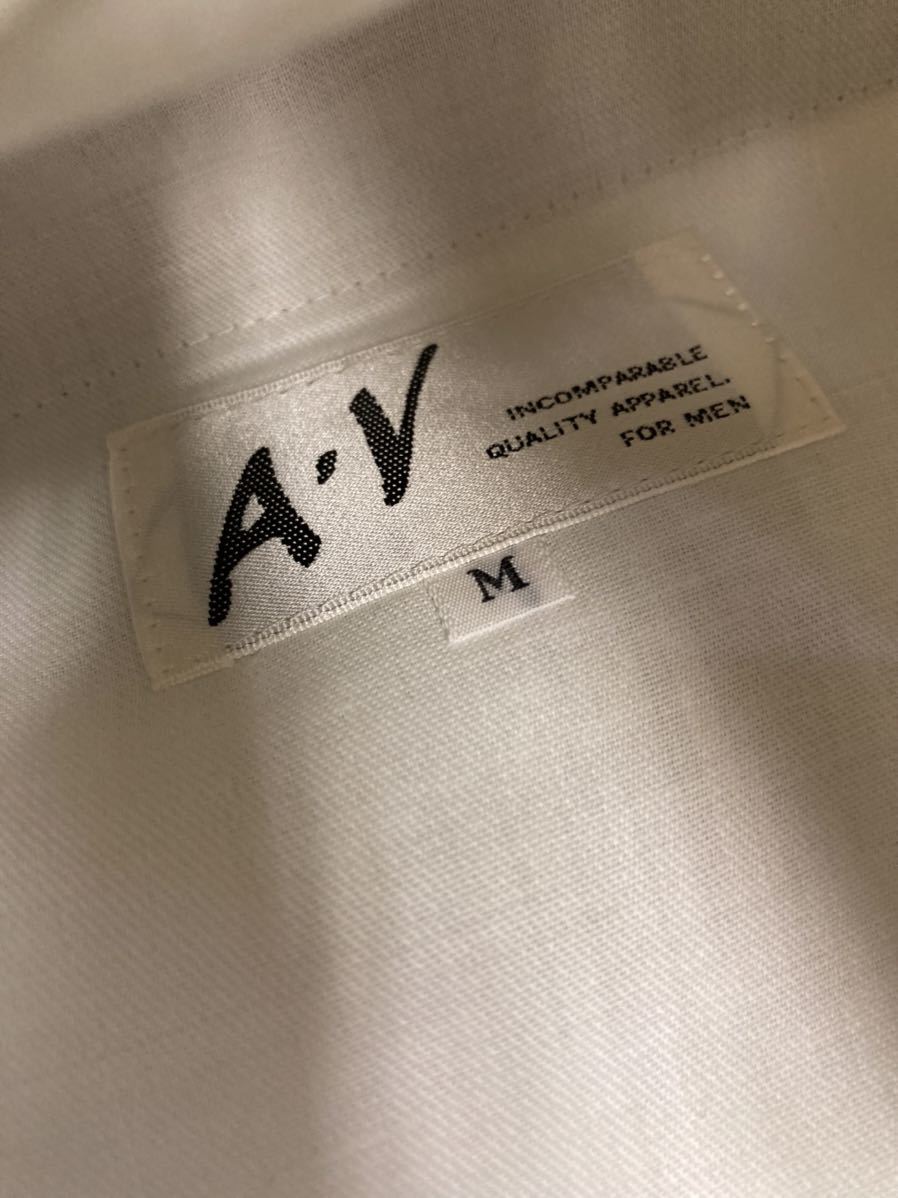 A·V
INCOMPARABLE
QUALITY APPAREL.
FOR MEN
M